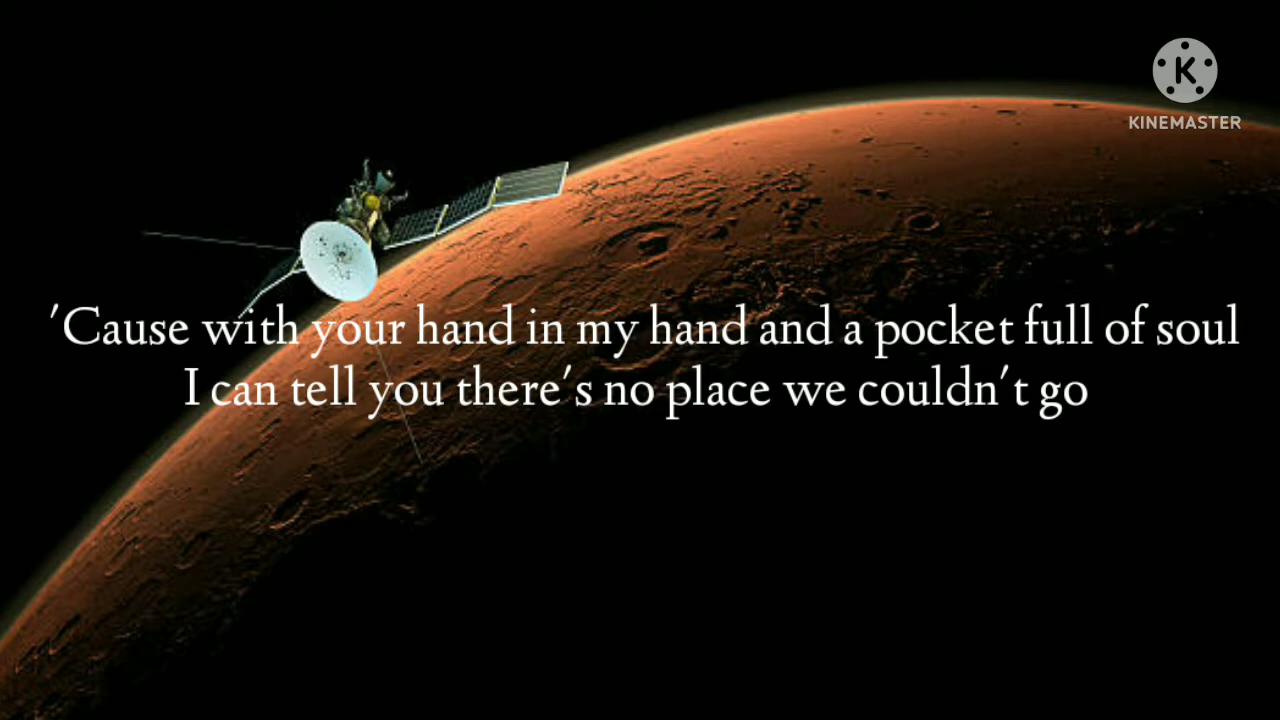 KINEMASTER
'Cause with your hand in my hand and a pocket full of soul
I can tell you there's no place we couldn't go